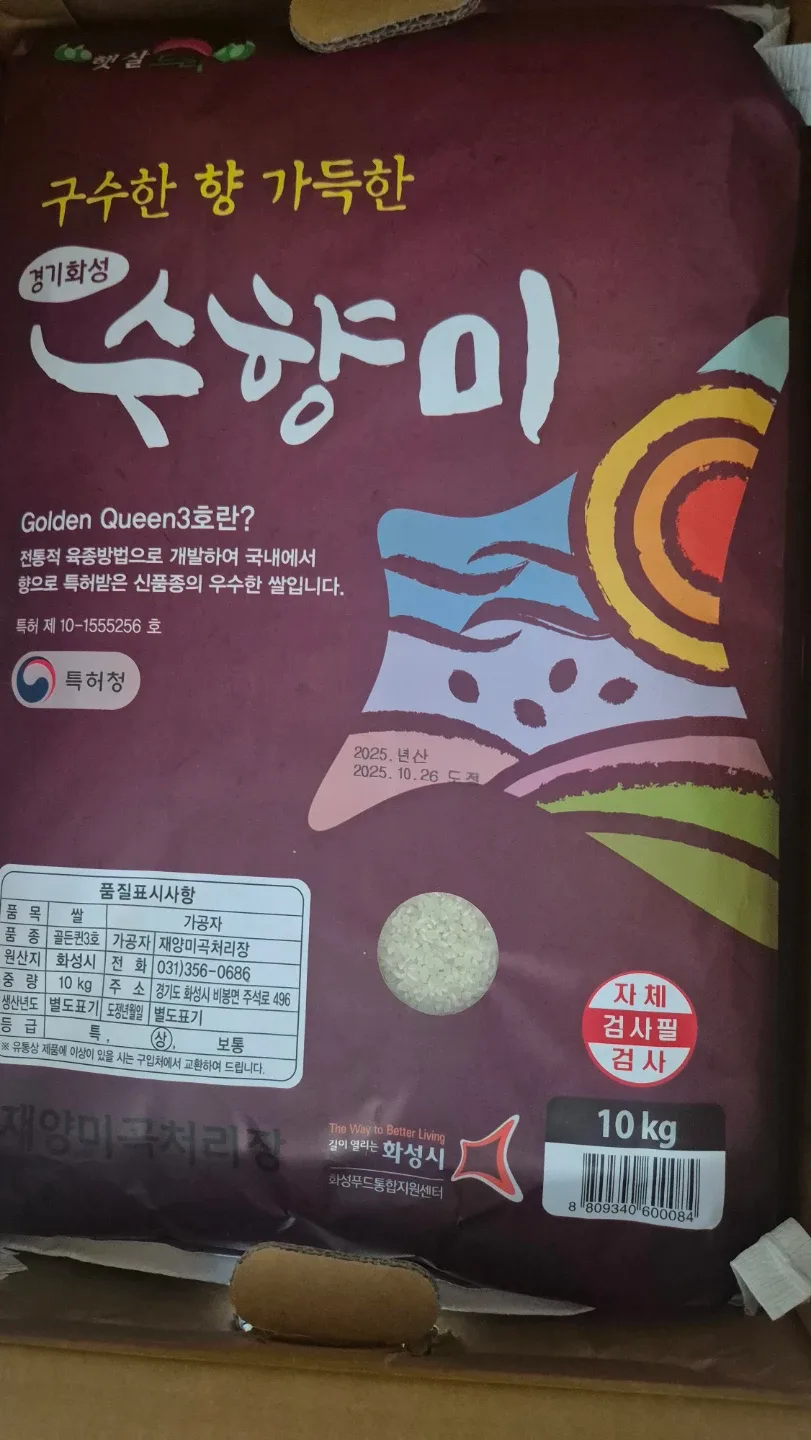 햇살드리
구수한 향 가득한
경기화성
수향미
Golden Queen3호란?
전통적 육종방법으로 개발하여 국내에서
향으로 특허받은 신품종의 우수한 쌀입니다.
특허 제 10-1555256 호
특허청
2025.년산
2025.10.26 도정
품질표시사항
품 목 쌀 가공자
품 종 골든퀸3호 가공자 재양미곡처리장
원산지 화성시 전 화 031)356-0686
중 량 10 kg 주 소 경기도 화성시 비봉면 주석로 496
생산년도 별도표기 도정년월일 별도표기
등 급 특, 상, 보통
※ 유통상 제품에 이상이 있을 시는 구입처에서 교환하여 드립니다.
자 체
검사필
검 사
재양미곡처리장
The Way to Better Living
길이 열리는 화성시
화성푸드통합지원센터
10 kg
8 809340 600084